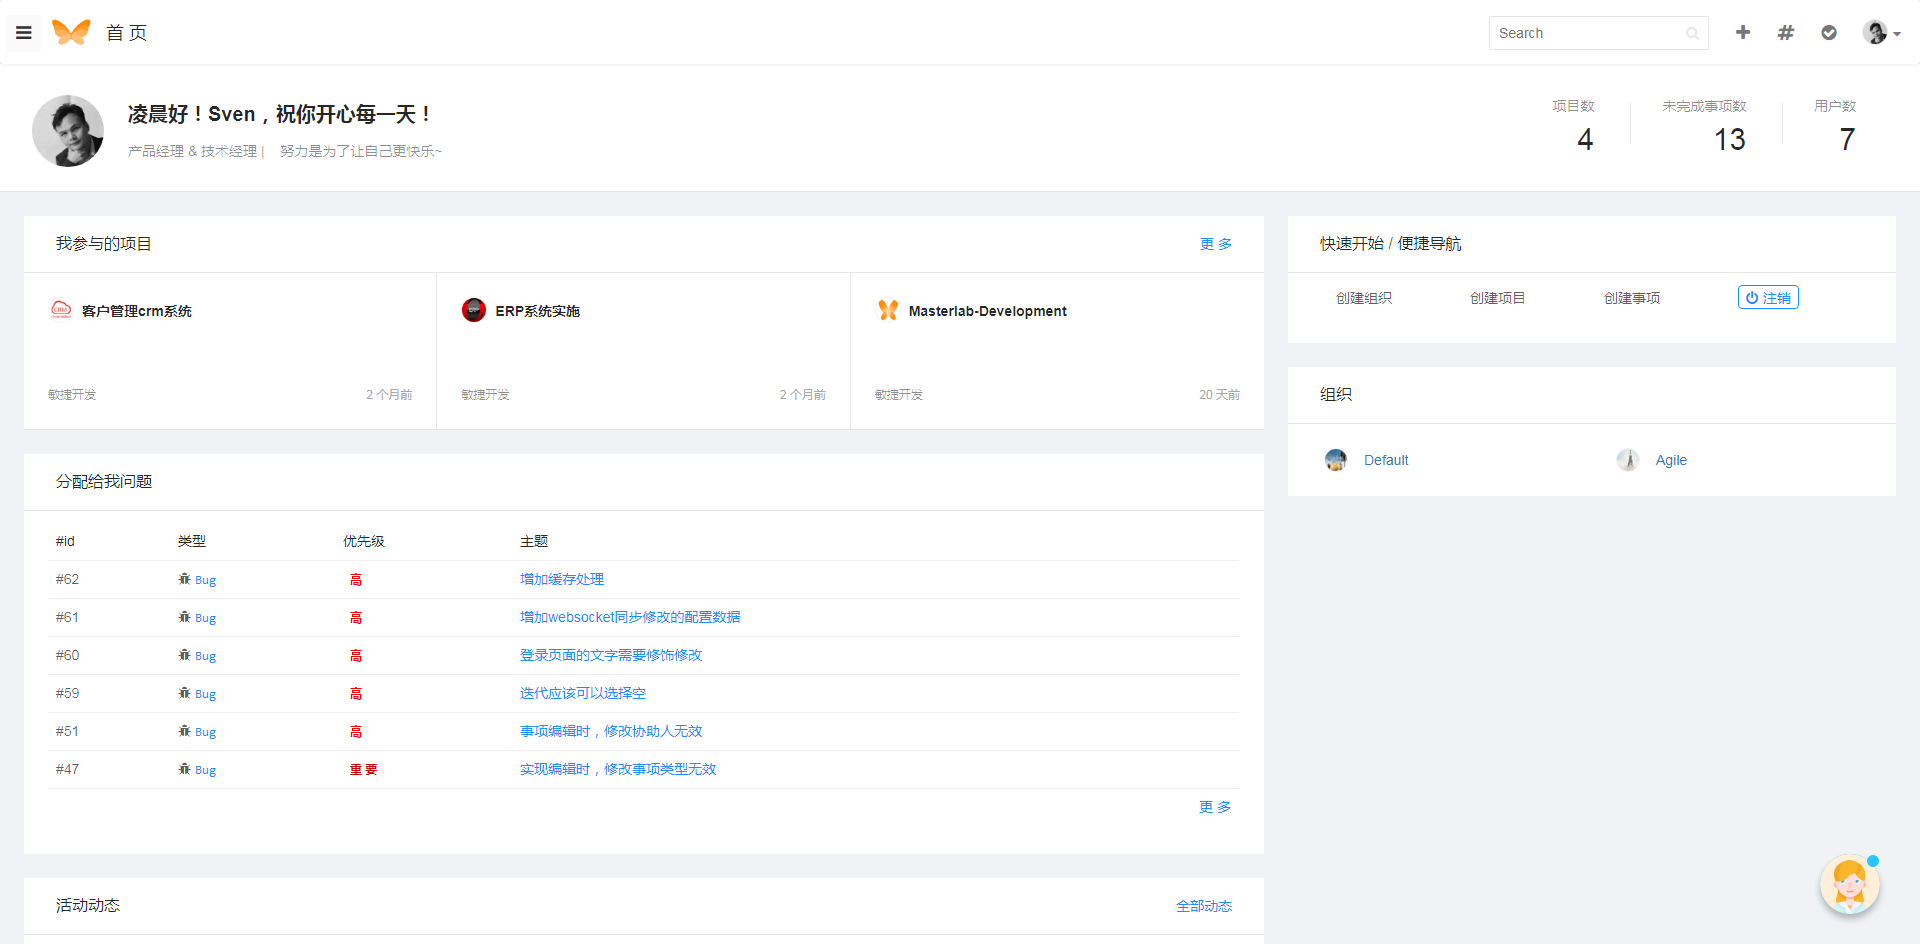 首 页
Search
凌晨好！Sven，祝你开心每一天！
产品经理 & 技术经理 | 努力是为了让自己更快乐~
项目数
4
未完成事项数
13
用户数
7
我参与的项目
更 多
客户管理crm系统
敏捷开发 2 个月前
ERP系统实施
敏捷开发 2 个月前
Masterlab-Development
敏捷开发 20 天前
分配给我问题
#id 类型 优先级 主题
#62 Bug 高 增加缓存处理
#61 Bug 高 增加websocket同步修改的配置数据
#60 Bug 高 登录页面的文字需要修饰修改
#59 Bug 高 迭代应该可以选择空
#51 Bug 高 事项编辑时，修改协助人无效
#47 Bug 重 要 实现编辑时，修改事项类型无效
更 多
活动动态
全部动态
快速开始 / 便捷导航
创建组织 创建项目 创建事项 注销
组织
Default Agile